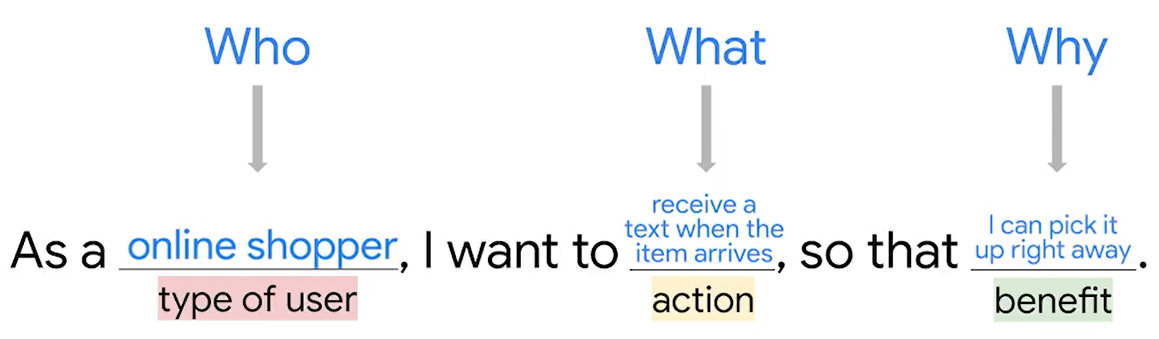 Who What Why
As a online shopper, I want to receive a text when the item arrives, so that I can pick it up right away.
type of user action benefit